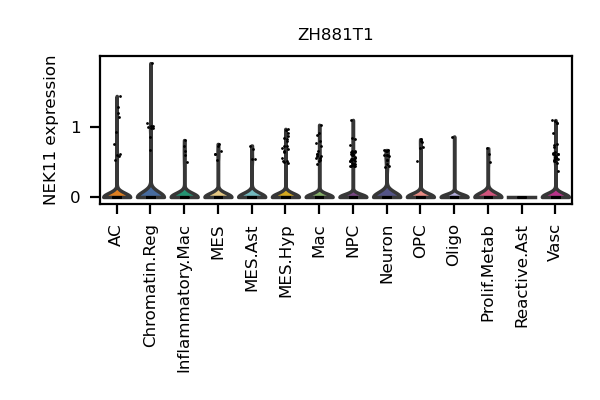 ZH881T1
NEK11 expression
1
0
AC
Chromatin.Reg
Inflammatory.Mac
MES
MES.Ast
MES.Hyp
Mac
NPC
Neuron
OPC
Oligo
Prolif.Metab
Reactive.Ast
Vasc